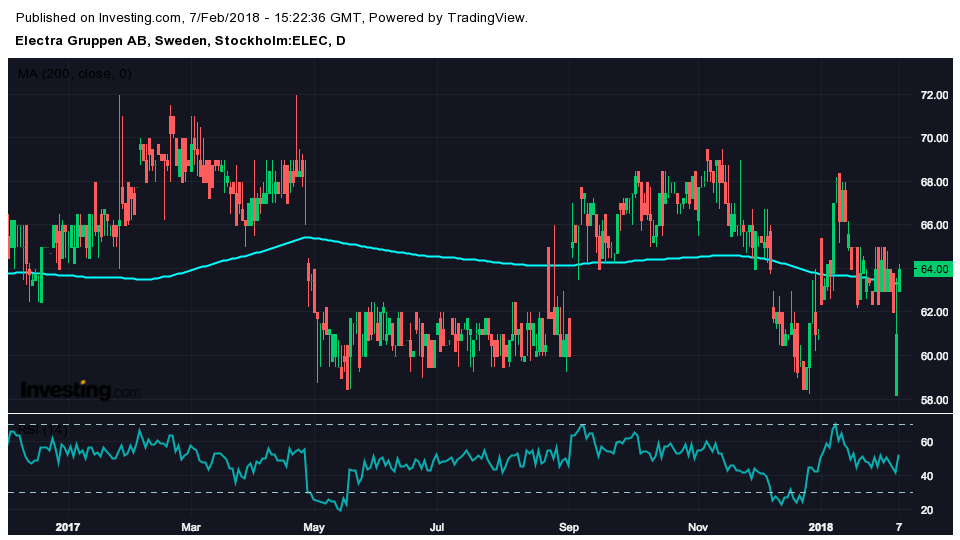 Published on Investing.com, 7/Feb/2018 - 15:22:36 GMT, Powered by TradingView.
Electra Gruppen AB, Sweden, Stockholm:ELEC, D
MA (200, close, 0)
72.00
70.00
68.00
66.00
64.00
62.00
60.00
58.00
Investing.com
RSI (14)
60
40
20
2017 Mar May Jul Sep Nov 2018 7